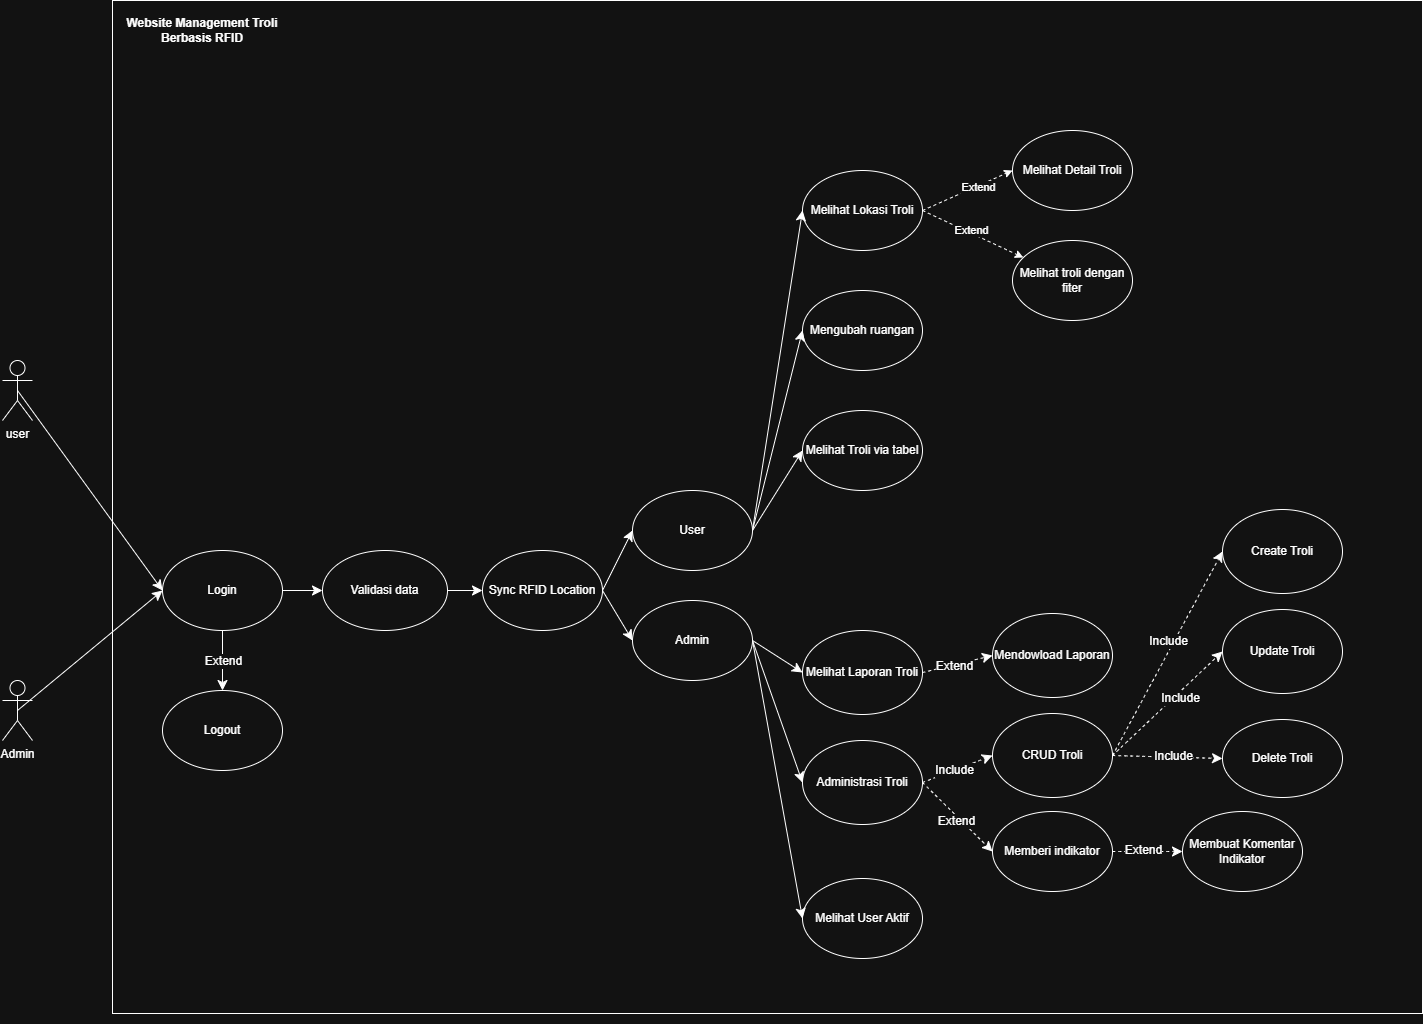 Website Management Troli
Berbasis RFID
Melihat Detail Troli
Extend
Melihat Lokasi Troli
Extend
Melihat troli dengan
fiter
Mengubah ruangan
user
Melihat Troli via tabel
User
Create Troli
Login
Validasi data
Sync RFID Location
Admin
Include
Update Troli
Extend
Melihat Laporan Troli
Extend
Mendowload Laporan
Include
Logout
Admin
CRUD Troli
Include
Delete Troli
Administrasi Troli
Include
Extend
Memberi indikator
Extend
Membuat Komentar
Indikator
Melihat User Aktif